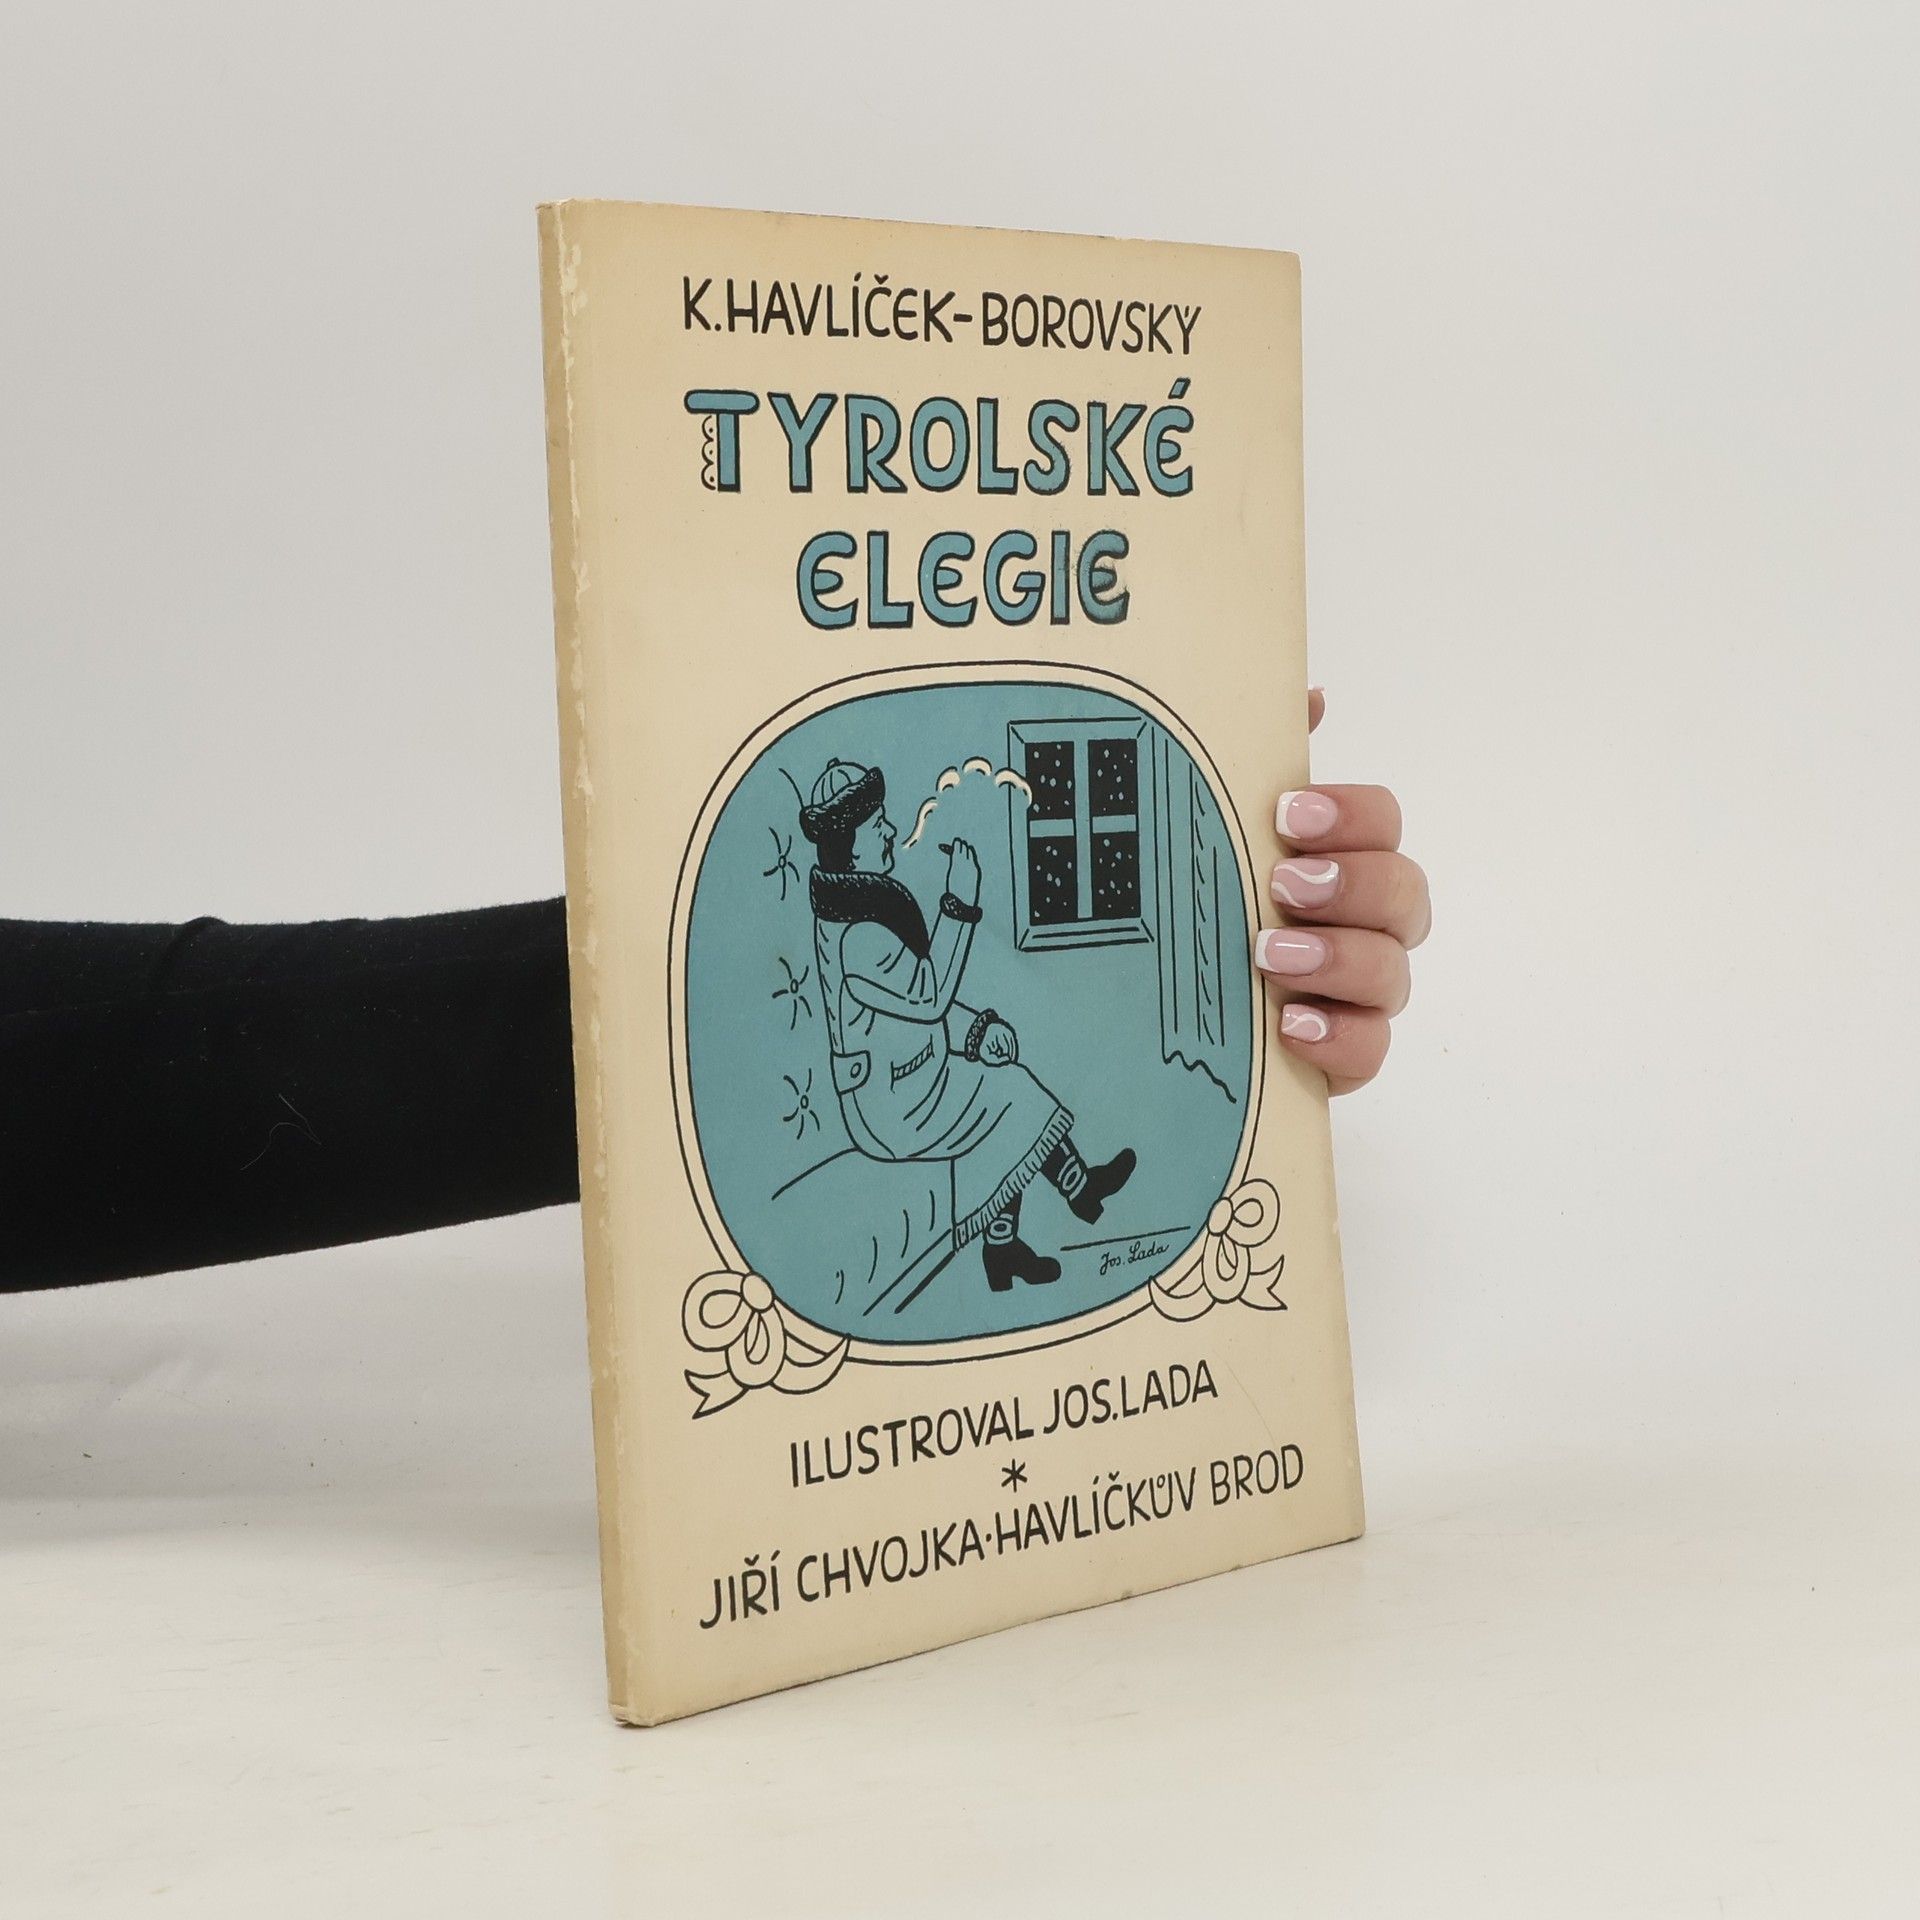 K. HAVLÍČEK-BOROVSKÝ
TYROLSKÉ
ELEGIE
Jos. Lada
ILUSTROVAL JOS. LADA
*
JIŘÍ CHVOJKA·HAVLÍČKŮV BROD